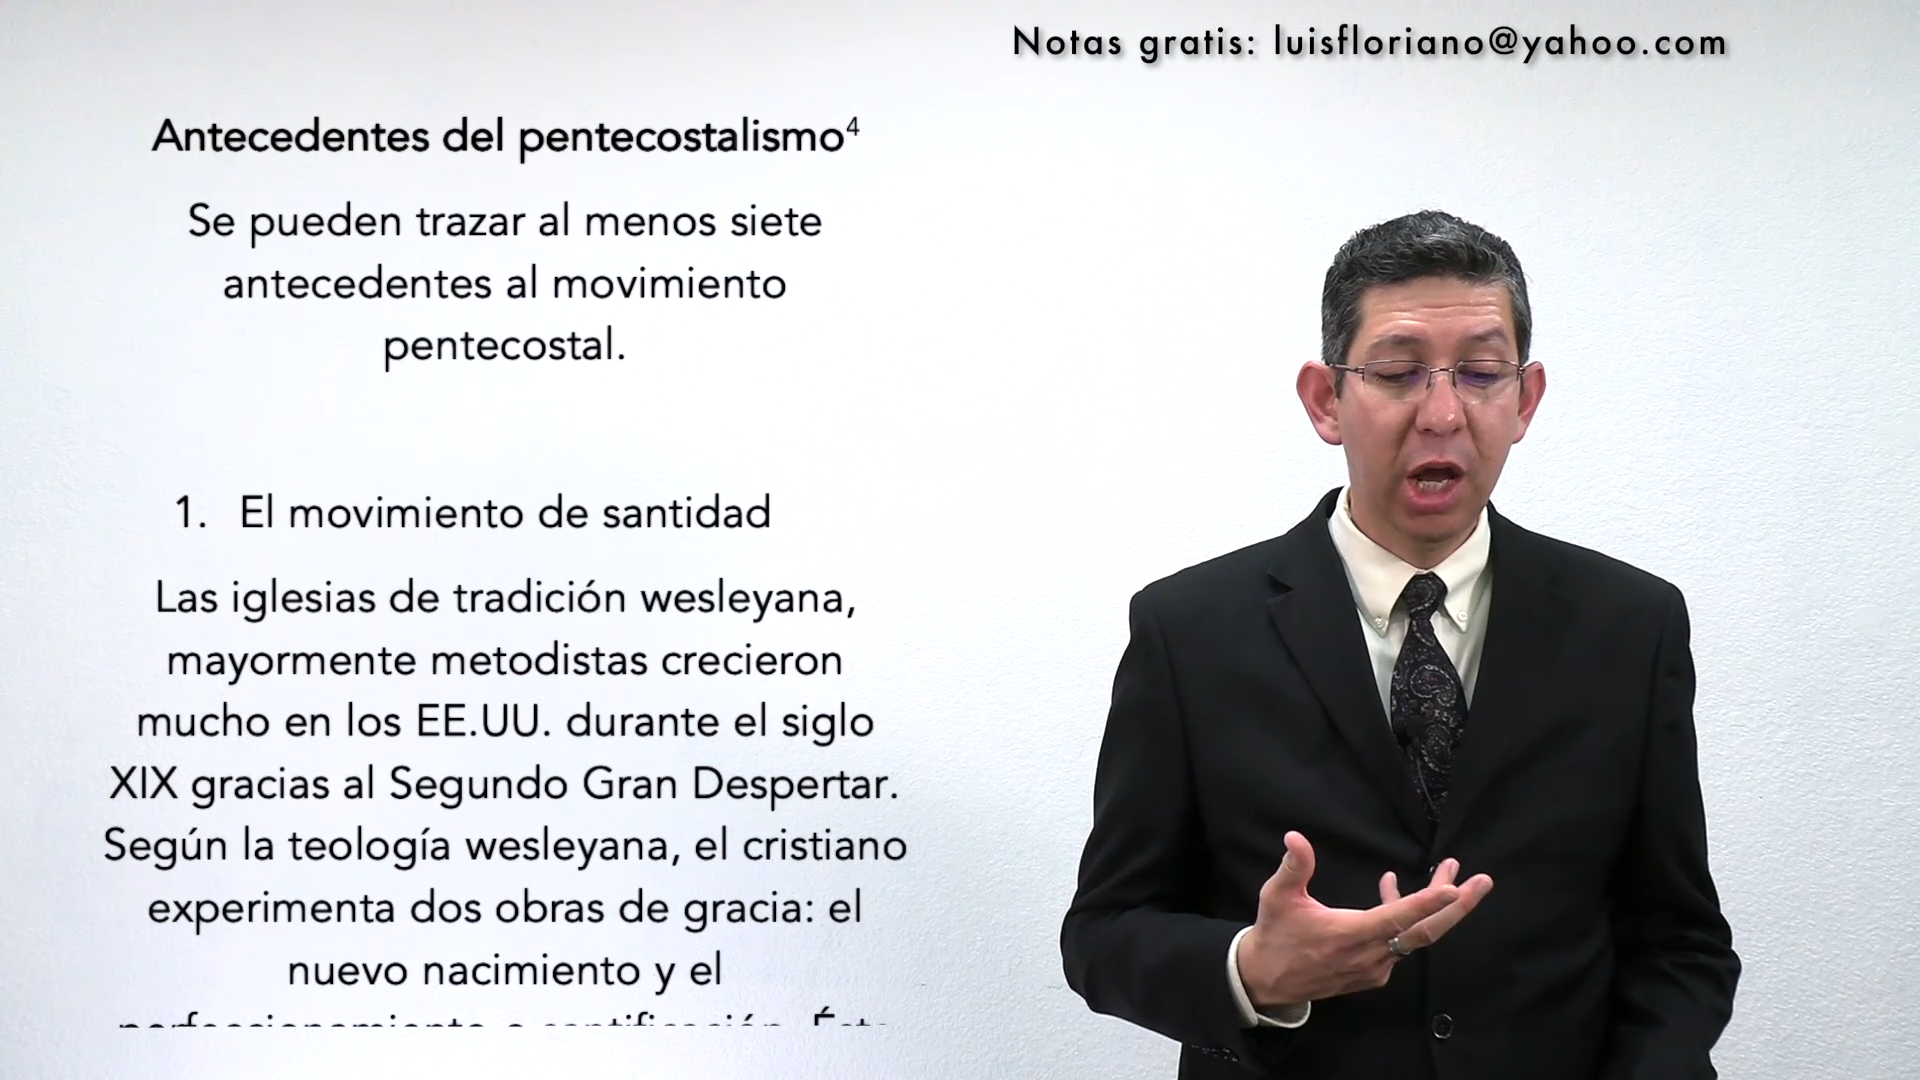 Notas gratis: luisfloriano@yahoo.com
Antecedentes del pentecostalismo⁴
Se pueden trazar al menos siete
antecedentes al movimiento
pentecostal.
1. El movimiento de santidad
Las iglesias de tradición wesleyana,
mayormente metodistas crecieron
mucho en los EE.UU. durante el siglo
XIX gracias al Segundo Gran Despertar.
Según la teología wesleyana, el cristiano
experimenta dos obras de gracia: el
nuevo nacimiento y el